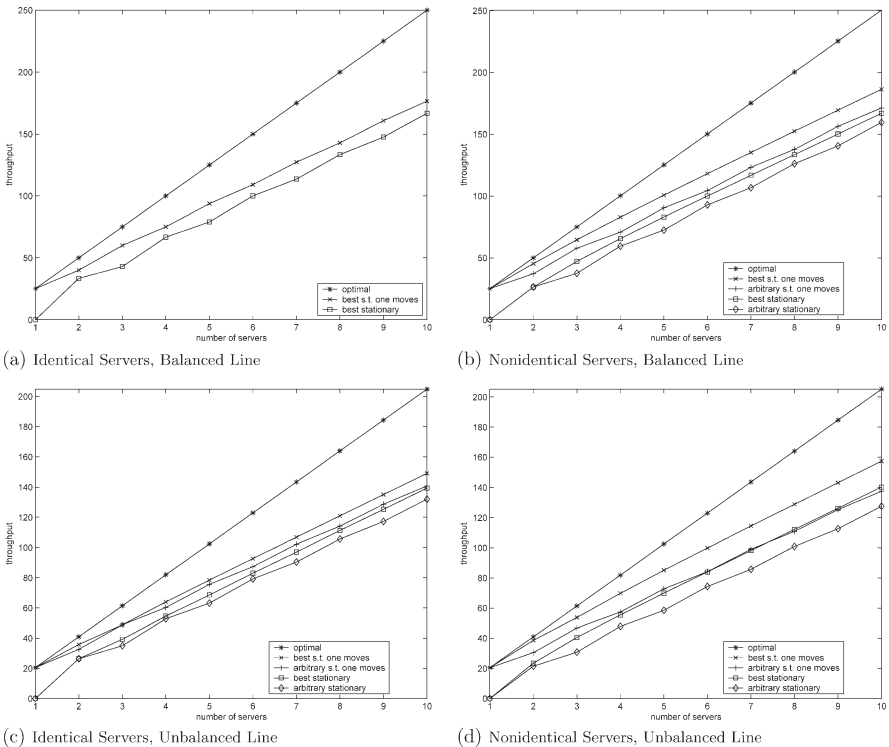 250
200
150
100
50
00
throughput
1 2 3 4 5 6 7 8 9 10
number of servers
optimal
best s.t. one moves
best stationary
(a) Identical Servers, Balanced Line
250
200
150
100
50
00
throughput
1 2 3 4 5 6 7 8 9 10
number of servers
optimal
best s.t. one moves
arbitrary s.t. one moves
best stationary
arbitrary stationary
(b) Nonidentical Servers, Balanced Line
200
180
160
140
120
100
80
60
40
20
00
throughput
1 2 3 4 5 6 7 8 9 10
number of servers
optimal
best s.t. one moves
arbitrary s.t. one moves
best stationary
arbitrary stationary
(c) Identical Servers, Unbalanced Line
200
180
160
140
120
100
80
60
40
20
00
throughput
1 2 3 4 5 6 7 8 9 10
number of servers
optimal
best s.t. one moves
arbitrary s.t. one moves
best stationary
arbitrary stationary
(d) Nonidentical Servers, Unbalanced Line